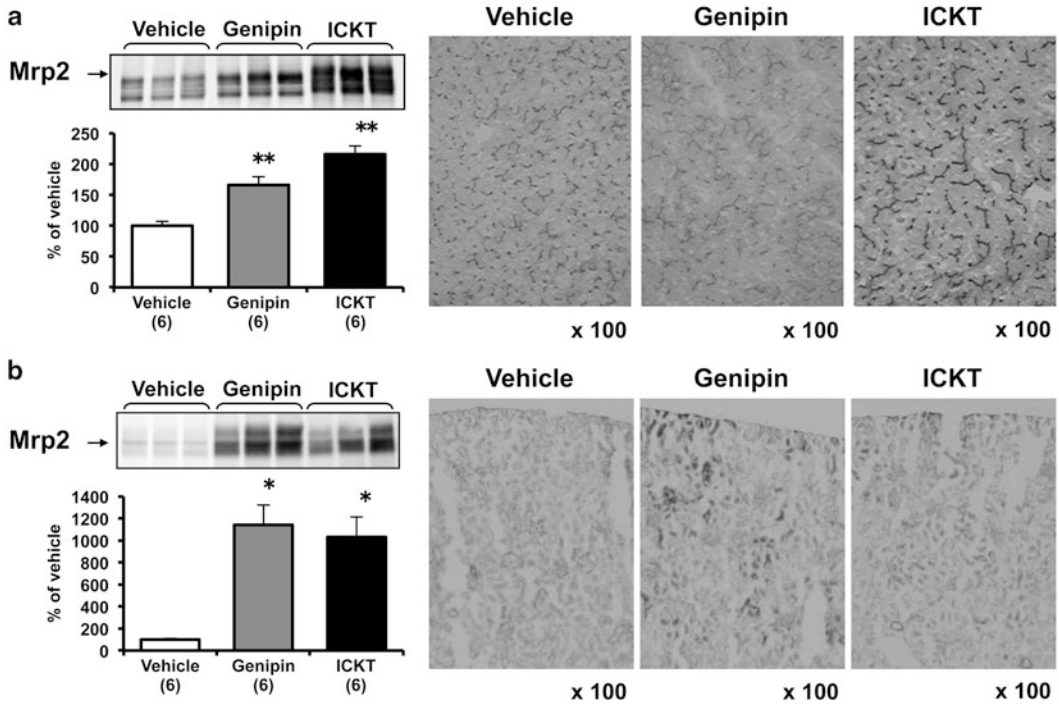 a
Vehicle Genipin ICKT
Mrp2
250
200
150
100
50
0
% of vehicle
**
**
Vehicle Genipin ICKT
(6) (6) (6)
Vehicle Genipin ICKT
x 100 x 100 x 100
b
Vehicle Genipin ICKT
Mrp2
1400
1200
1000
800
600
400
200
0
% of vehicle
*
*
Vehicle Genipin ICKT
(6) (6) (6)
Vehicle Genipin ICKT
x 100 x 100 x 100